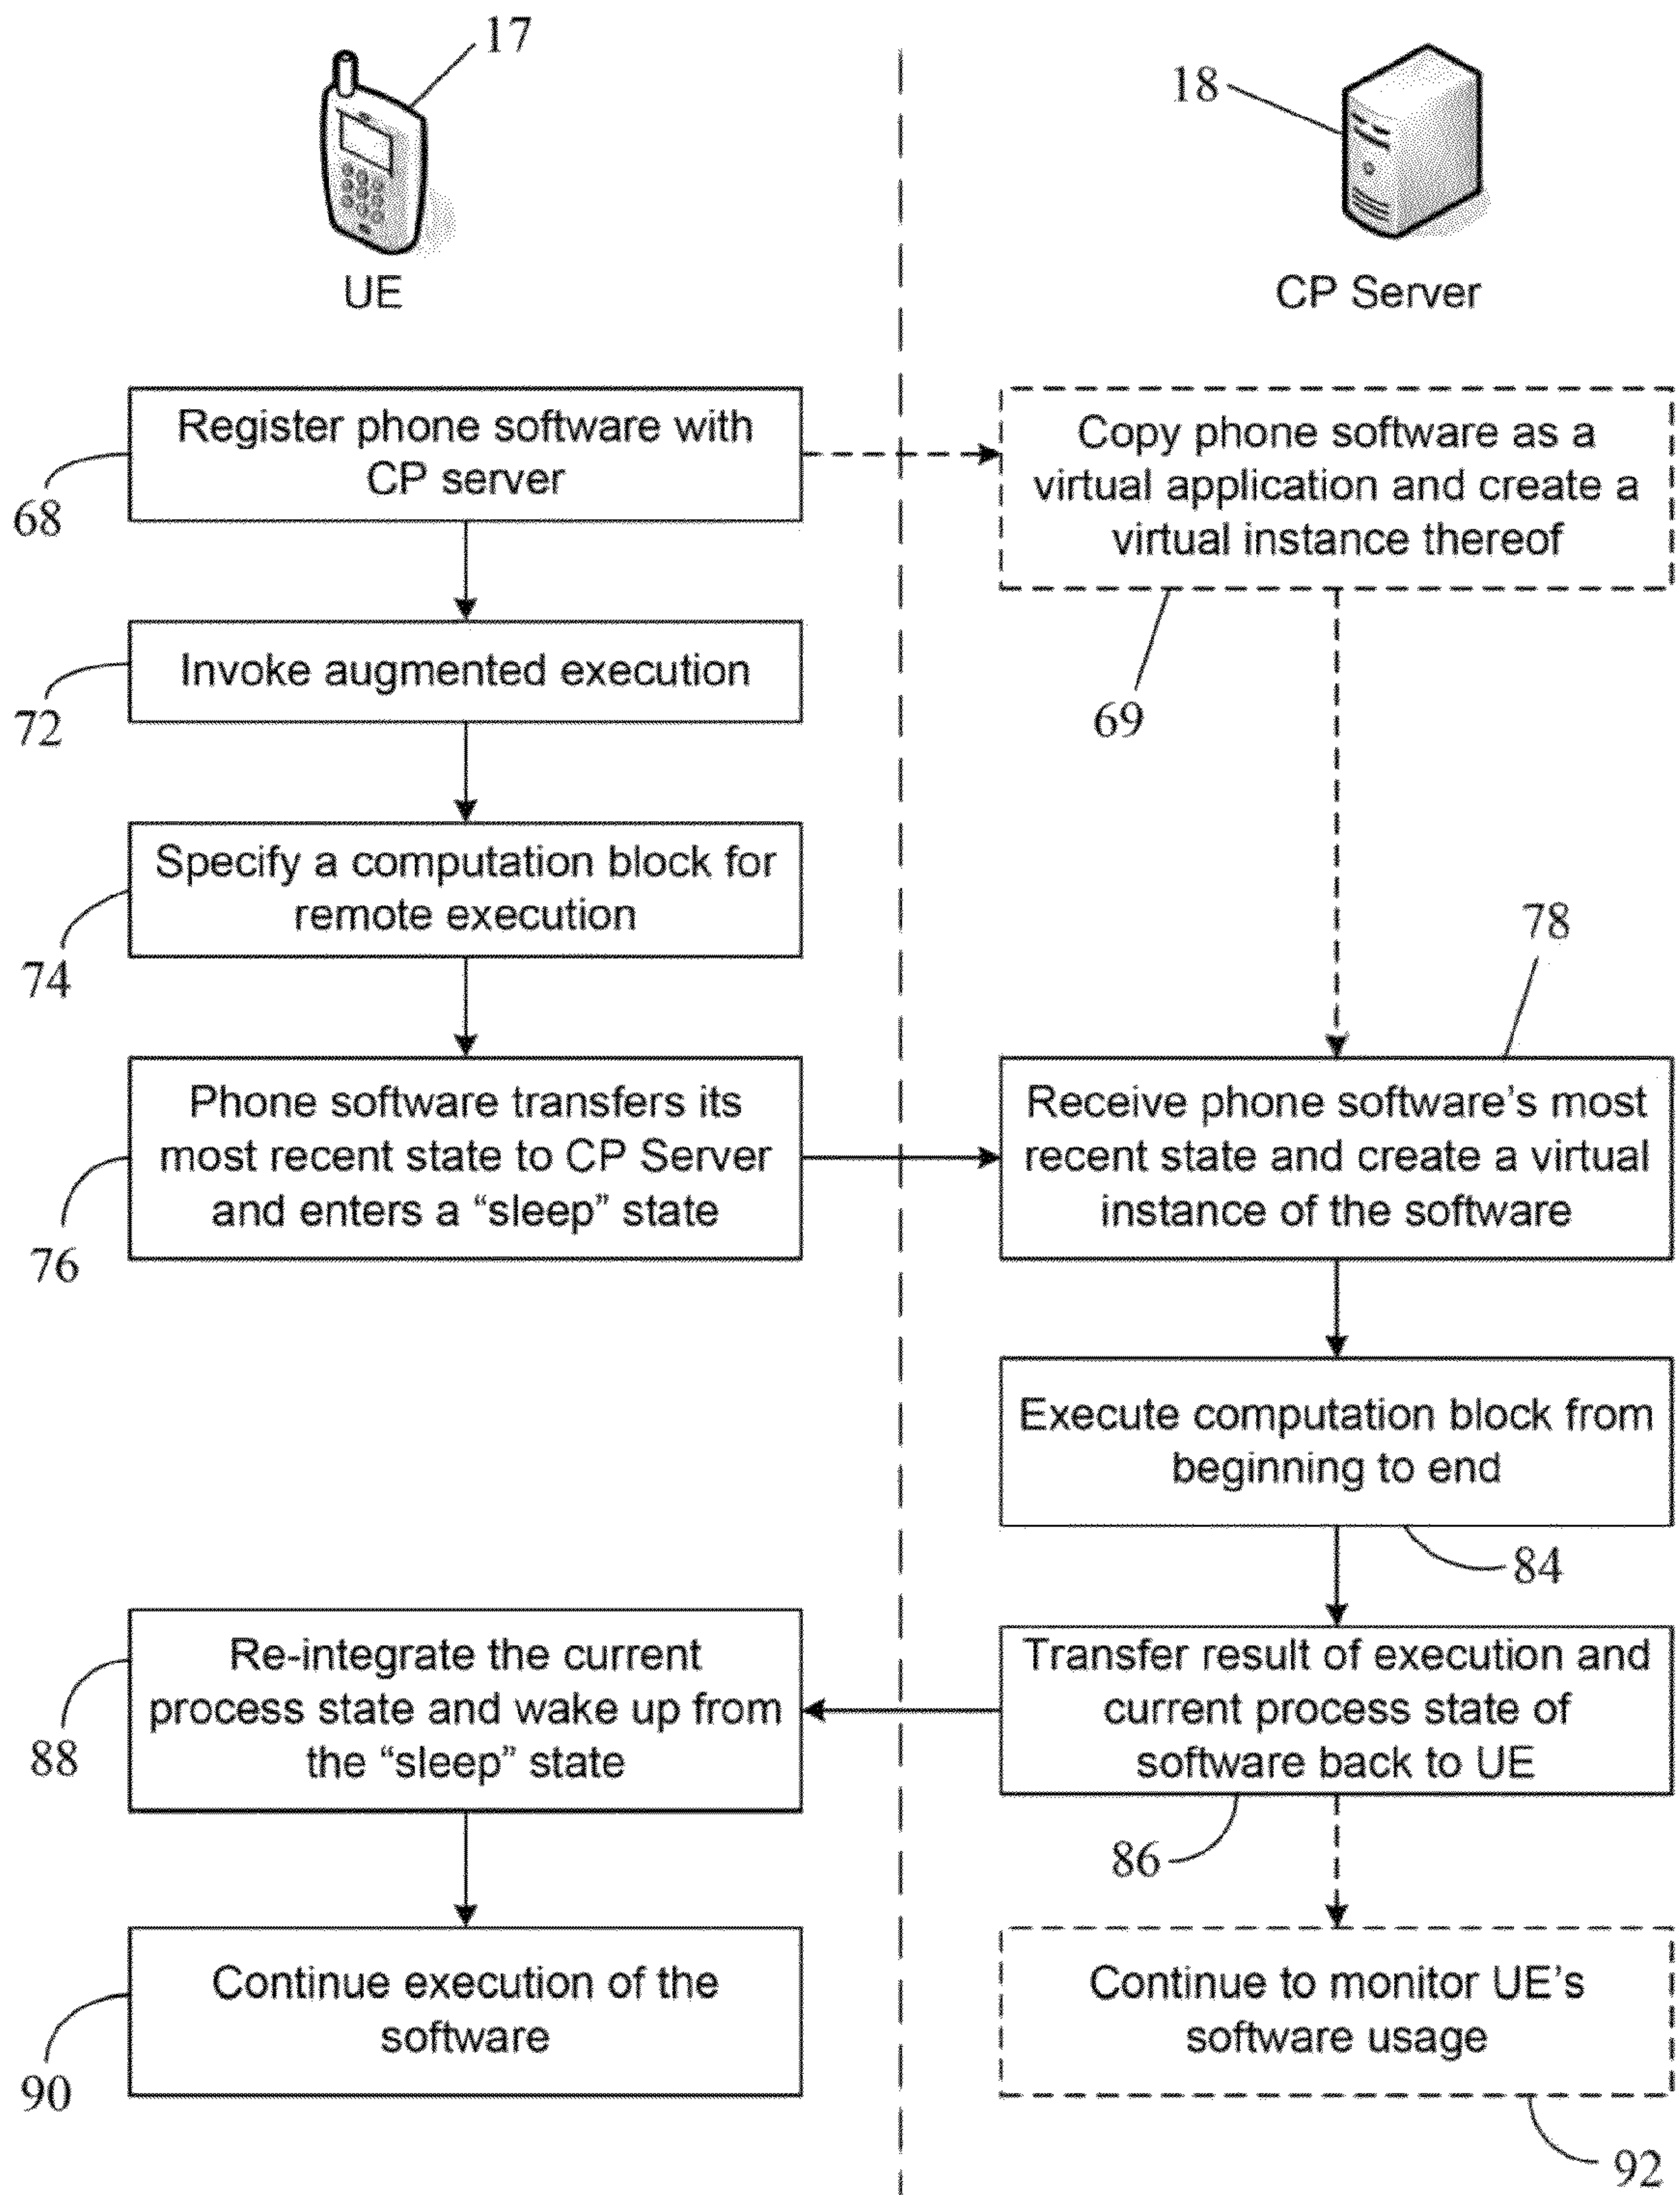 17
18
UE
CP Server
Register phone software with
CP server
68
Copy phone software as a
virtual application and create a
virtual instance thereof
69
Invoke augmented execution
72
Specify a computation block for
remote execution
74
78
Phone software transfers its
most recent state to CP Server
and enters a “sleep” state
76
Receive phone software’s most
recent state and create a virtual
instance of the software
Execute computation block from
beginning to end
84
Re-integrate the current
process state and wake up from
the “sleep” state
88
Transfer result of execution and
current process state of
software back to UE
86
Continue execution of the
software
90
Continue to monitor UE’s
software usage
92